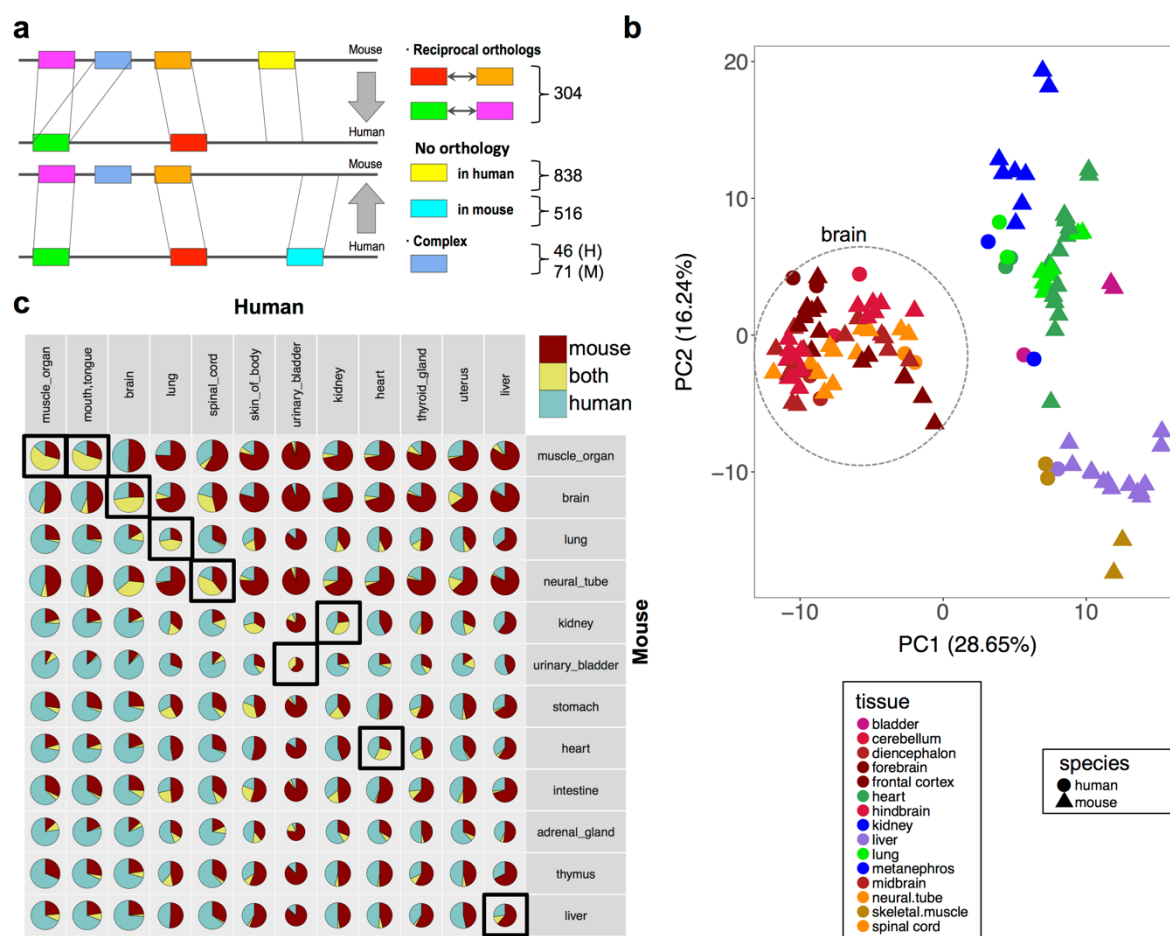 a
Mouse
Human
Mouse
Human
· Reciprocal orthologs
304
No orthology
in human
838
in mouse
516
· Complex
46 (H)
71 (M)
b
20
10
0
−10
PC2 (16.24%)
brain
−10
0
10
PC1 (28.65%)
tissue
bladder
cerebellum
diencephalon
forebrain
frontal cortex
heart
hindbrain
kidney
liver
lung
metanephros
midbrain
neural.tube
skeletal.muscle
spinal cord
species
human
mouse
c
Human
mouse
both
human
muscle_organ
mouth,tongue
brain
lung
spinal_cord
skin_of_body
urinary_bladder
kidney
heart
thyroid_gland
uterus
liver
muscle_organ
brain
lung
neural_tube
kidney
urinary_bladder
stomach
heart
intestine
adrenal_gland
thymus
liver
Mouse